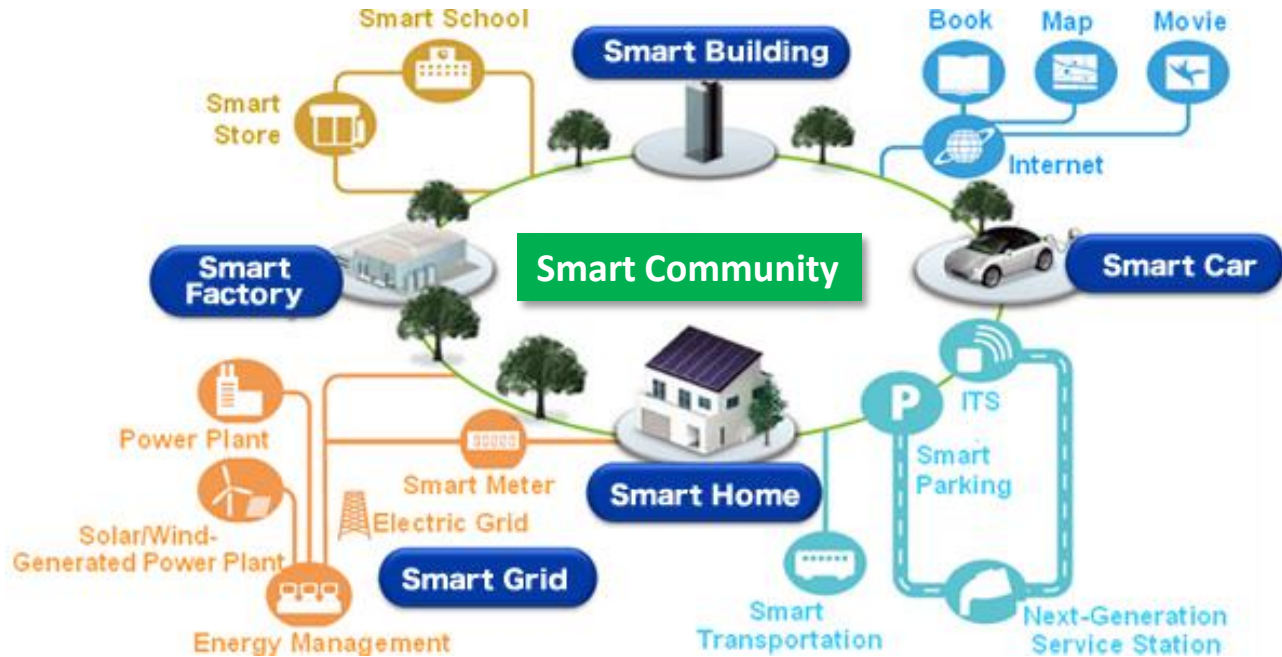 Smart School
Smart Building
Book
Map
Movie
Smart
Store
Internet
Smart
Factory
Smart Community
Smart Car
Power Plant
ITS
P
Smart
Parking
Smart Meter
Smart Home
Electric Grid
Solar/Wind-
Generated Power Plant
Smart Grid
Energy Management
Smart
Transportation
Next-Generation
Service Station